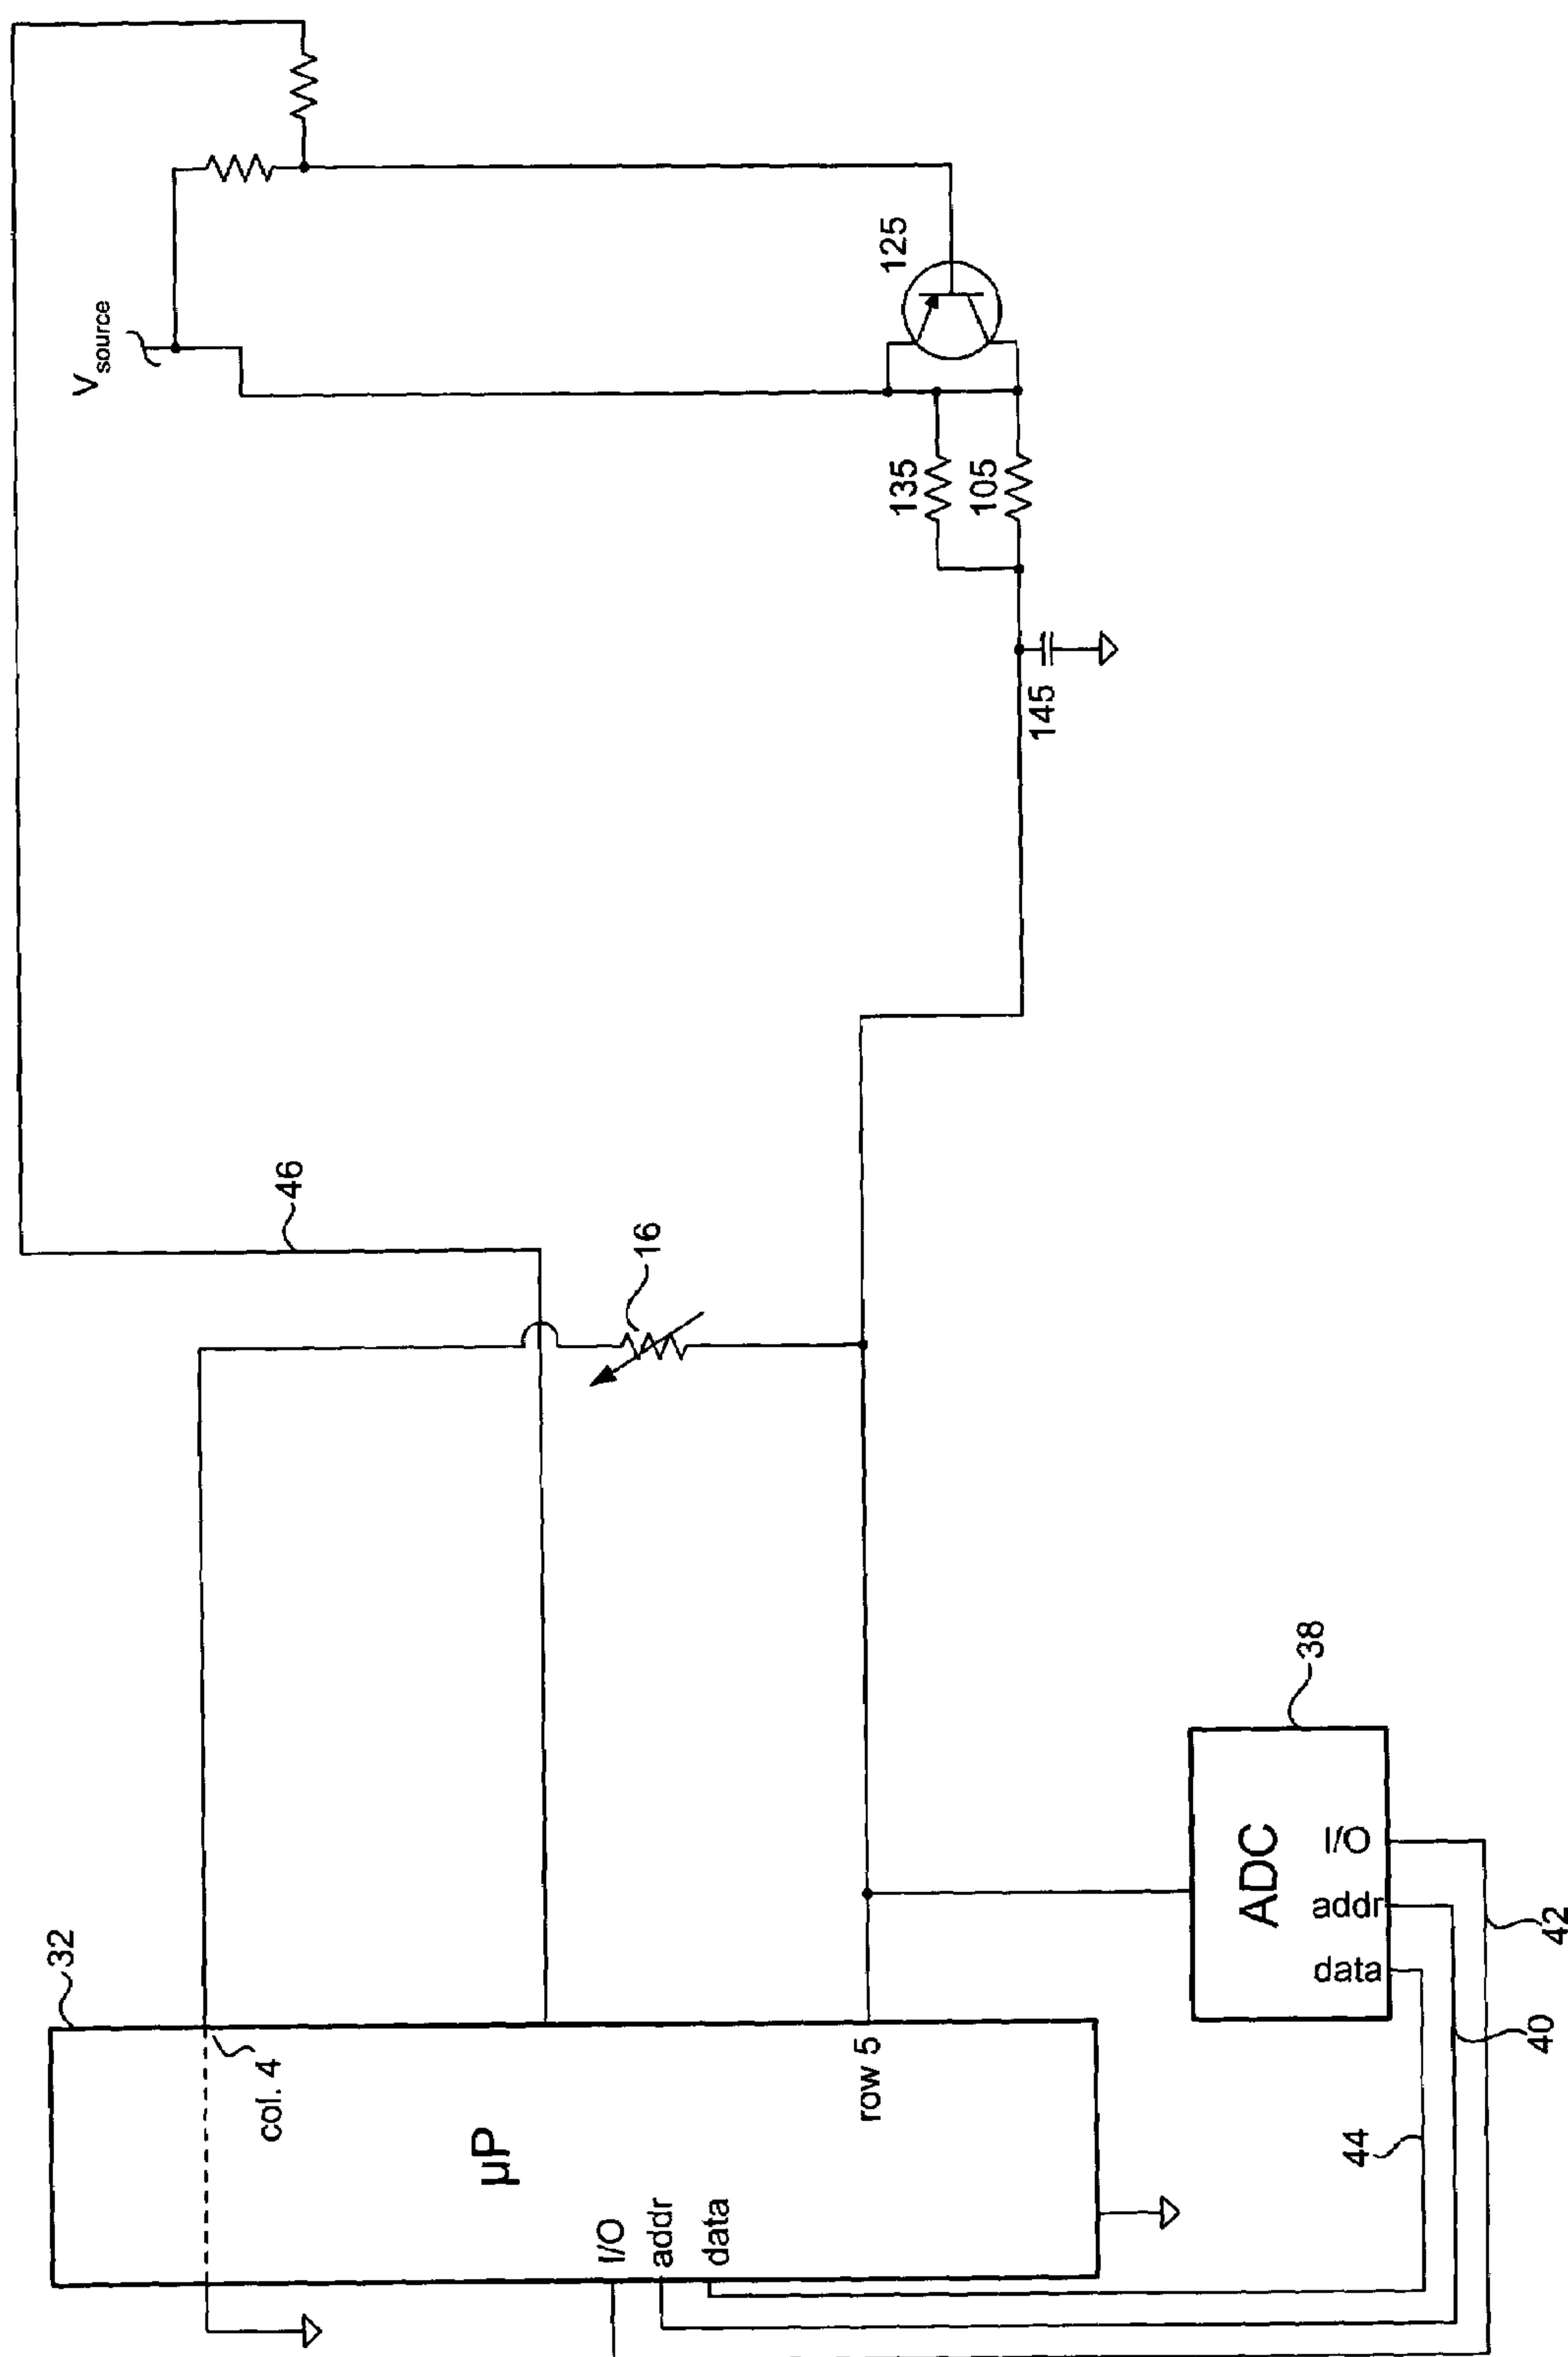 V source
125
135
105
145
46
16
38
ADC
I/O
addr
data
42
40
44
32
col. 4
µP
row 5
I/O
addr
data